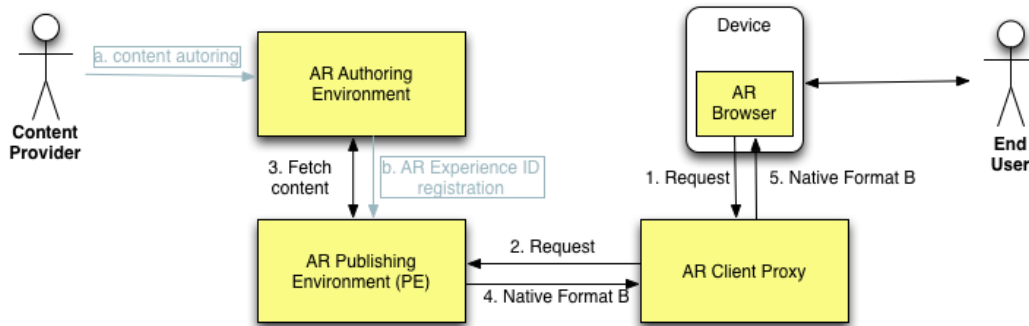 Device
a. content autoring
AR Authoring
Environment
AR
Browser
Content
Provider
End
User
3. Fetch
content
b. AR Experience ID
registration
1. Request
5. Native Format B
AR Publishing
Environment (PE)
2. Request
4. Native Format B
AR Client Proxy